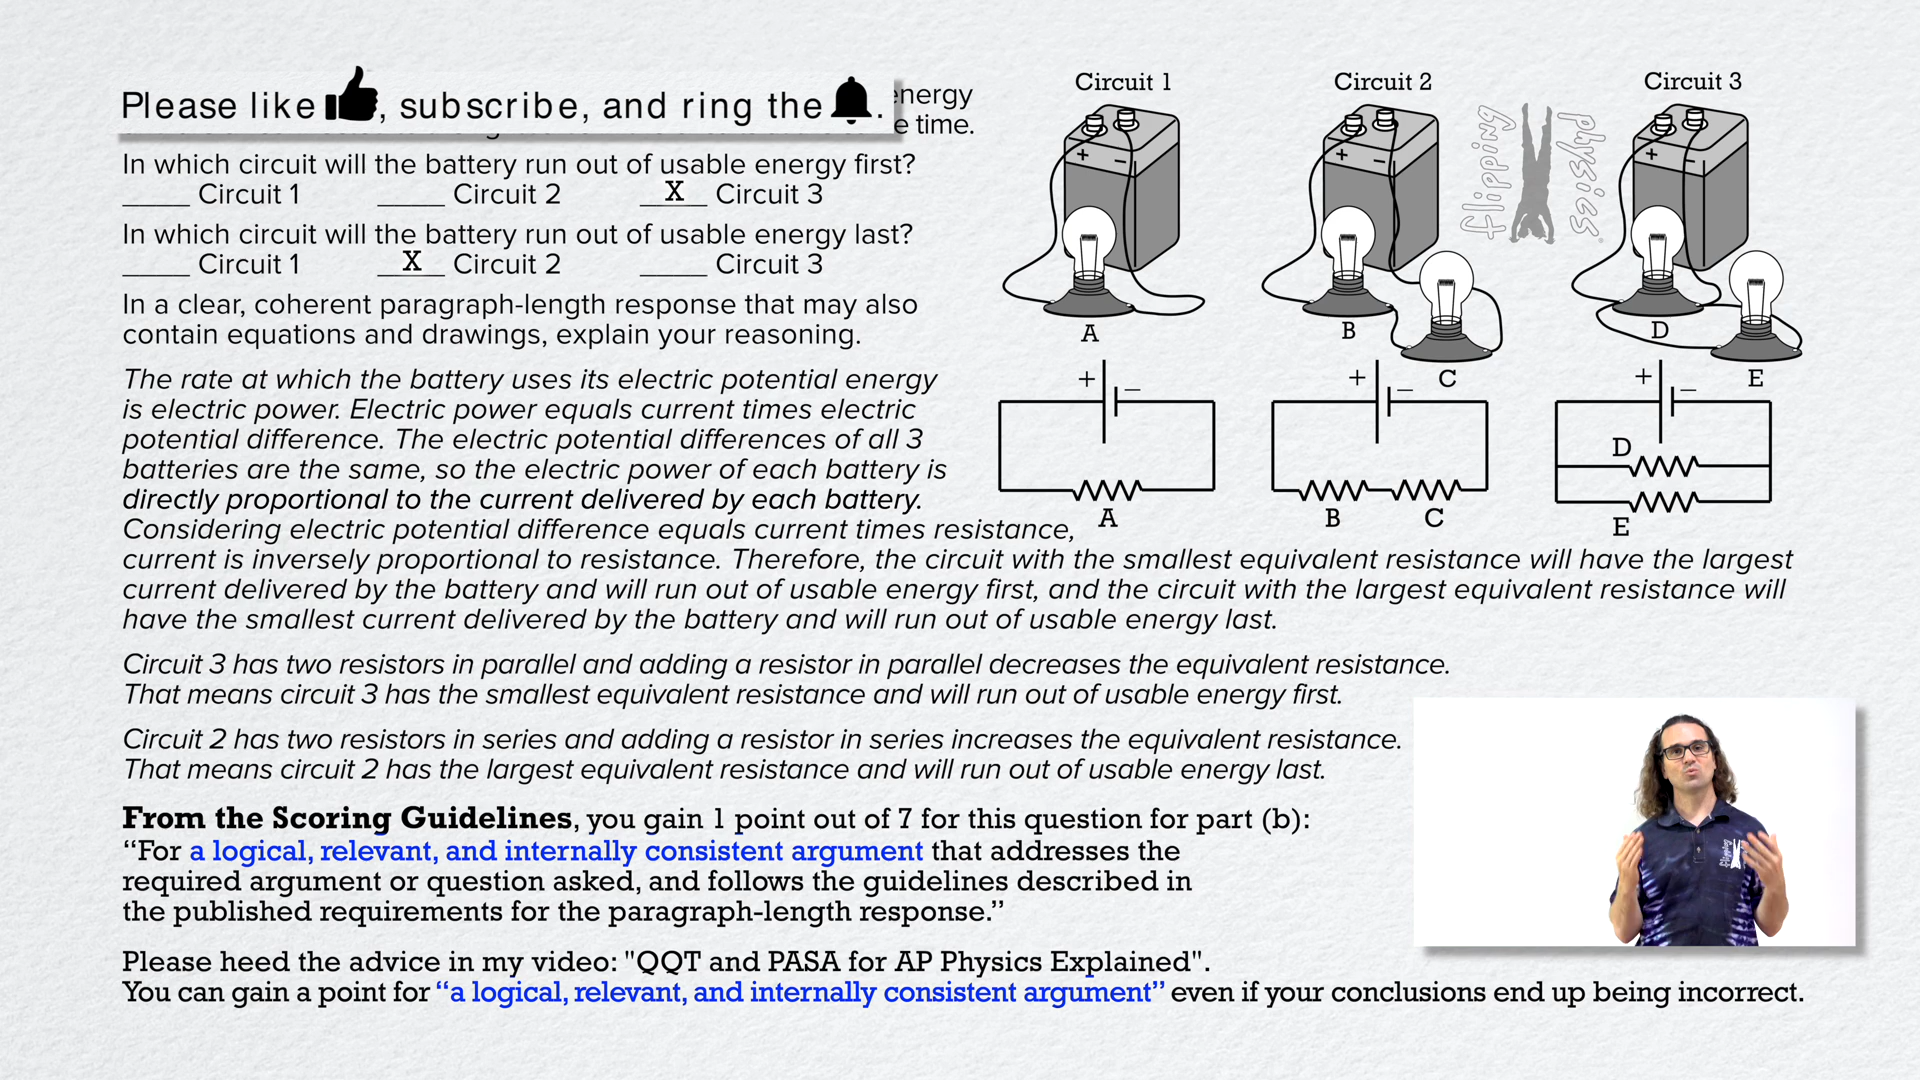 Please like , subscribe, and ring the .
energy
e time.
In which circuit will the battery run out of usable energy first?
_____ Circuit 1 _____ Circuit 2 __X__ Circuit 3
In which circuit will the battery run out of usable energy last?
_____ Circuit 1 __X__ Circuit 2 _____ Circuit 3
In a clear, coherent paragraph-length response that may also
contain equations and drawings, explain your reasoning.
The rate at which the battery uses its electric potential energy
is electric power. Electric power equals current times electric
potential difference. The electric potential differences of all 3
batteries are the same, so the electric power of each battery is
directly proportional to the current delivered by each battery.
Considering electric potential difference equals current times resistance,
current is inversely proportional to resistance. Therefore, the circuit with the smallest equivalent resistance will have the largest
current delivered by the battery and will run out of usable energy first, and the circuit with the largest equivalent resistance will
have the smallest current delivered by the battery and will run out of usable energy last.
Circuit 3 has two resistors in parallel and adding a resistor in parallel decreases the equivalent resistance.
That means circuit 3 has the smallest equivalent resistance and will run out of usable energy first.
Circuit 2 has two resistors in series and adding a resistor in series increases the equivalent resistance.
That means circuit 2 has the largest equivalent resistance and will run out of usable energy last.
From the Scoring Guidelines, you gain 1 point out of 7 for this question for part (b):
“For a logical, relevant, and internally consistent argument that addresses the
required argument or question asked, and follows the guidelines described in
the published requirements for the paragraph-length response.”
Please heed the advice in my video: "QQT and PASA for AP Physics Explained".
You can gain a point for “a logical, relevant, and internally consistent argument” even if your conclusions end up being incorrect.
Circuit 1
+ −
A
+ −
A
Circuit 2
+ −
B
C
+ −
B C
flipping
physics
Circuit 3
+ −
D
E
+ −
D
E